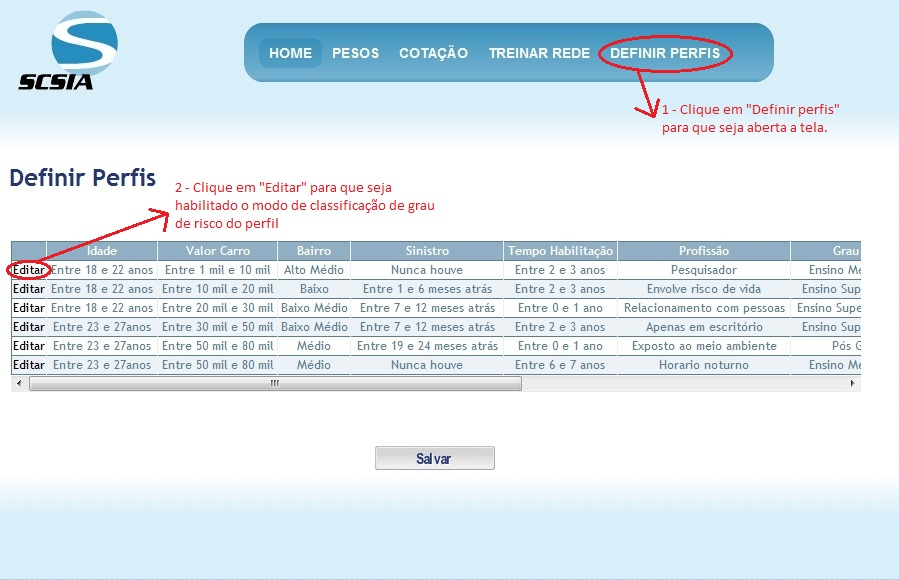 SCSIA
HOME PESOS COTAÇÃO TREINAR REDE DEFINIR PERFIS
1 - Clique em "Definir perfis"
para que seja aberta a tela.
Definir Perfis
2 - Clique em "Editar" para que seja
habilitado o modo de classificação de grau
de risco do perfil
Idade Valor Carro Bairro Sinistro Tempo Habilitação Profissão Grau
Editar Entre 18 e 22 anos Entre 1 mil e 10 mil Alto Médio Nunca houve Entre 2 e 3 anos Pesquisador Ensino Me
Editar Entre 18 e 22 anos Entre 10 mil e 20 mil Baixo Entre 1 e 6 meses atrás Entre 2 e 3 anos Envolve risco de vida Ensino Sup
Editar Entre 18 e 22 anos Entre 20 mil e 30 mil Baixo Médio Entre 7 e 12 meses atrás Entre 0 e 1 ano Relacionamento com pessoas Ensino Supe
Editar Entre 23 e 27anos Entre 30 mil e 50 mil Baixo Médio Entre 7 e 12 meses atrás Entre 2 e 3 anos Apenas em escritório Ensino Sup
Editar Entre 23 e 27anos Entre 50 mil e 80 mil Médio Entre 19 e 24 meses atrás Entre 0 e 1 ano Exposto ao meio ambiente Pós G
Editar Entre 23 e 27anos Entre 50 mil e 80 mil Médio Nunca houve Entre 6 e 7 anos Horario noturno Ensino Me
Salvar